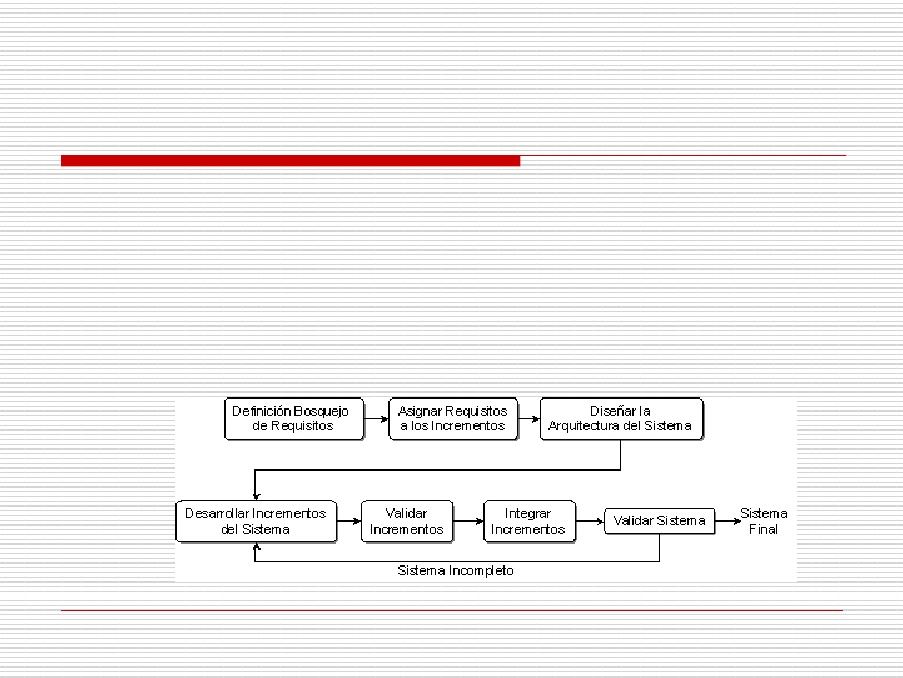 Definición Bosquejo
de Requisitos
Asignar Requisitos
a los Incrementos
Diseñar la
Arquitectura del Sistema
Desarrollar Incrementos
del Sistema
Validar
Incrementos
Integrar
Incrementos
Validar Sistema
Sistema
Final
Sistema Incompleto